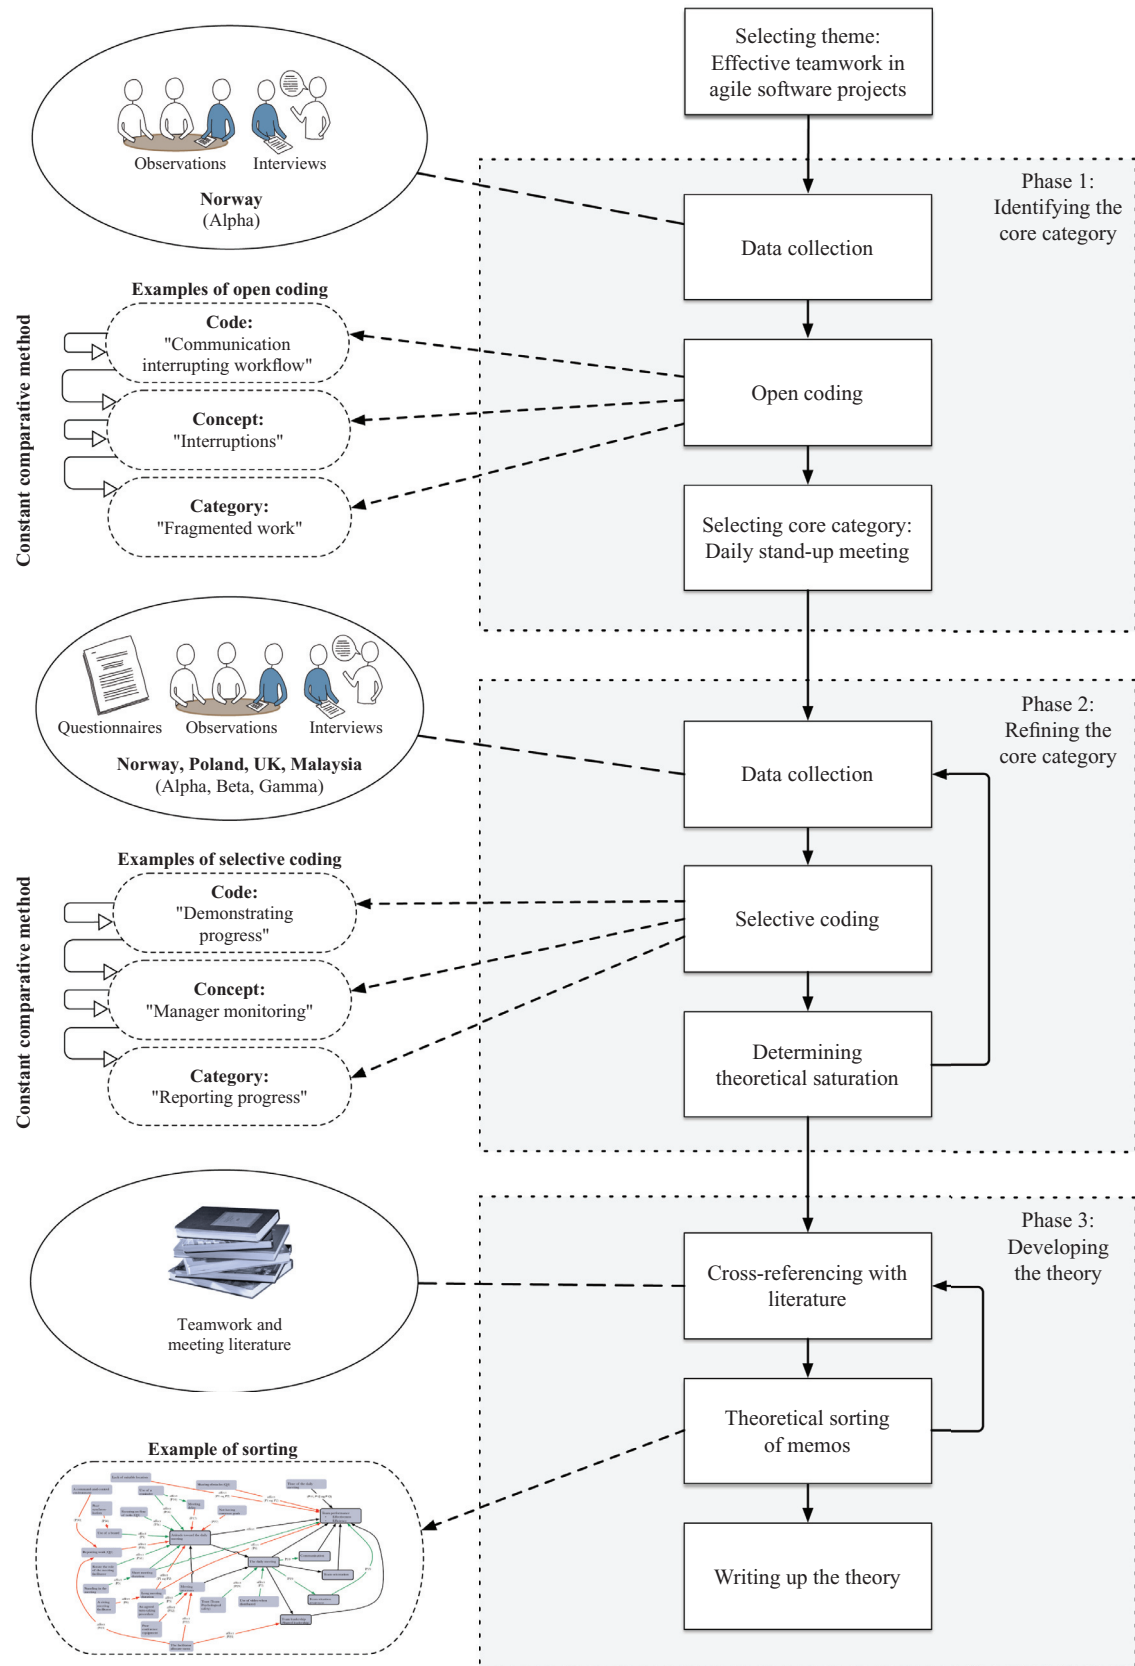 Selecting theme:
Effective teamwork in
agile software projects
Observations
Interviews
Norway
(Alpha)
Phase 1:
Identifying the
core category
Data collection
Constant comparative method
Examples of open coding
Code:
"Communication
interrupting workflow"
Concept:
"Interruptions"
Category:
"Fragmented work"
Open coding
Selecting core category:
Daily stand-up meeting
Questionnaires
Observations
Interviews
Norway, Poland, UK, Malaysia
(Alpha, Beta, Gamma)
Phase 2:
Refining the
core category
Data collection
Constant comparative method
Examples of selective coding
Code:
"Demonstrating
progress"
Concept:
"Manager monitoring"
Category:
"Reporting progress"
Selective coding
Determining
theoretical saturation
Teamwork and
meeting literature
Phase 3:
Developing
the theory
Cross-referencing with
literature
Theoretical sorting
of memos
Example of sorting
Writing up the theory